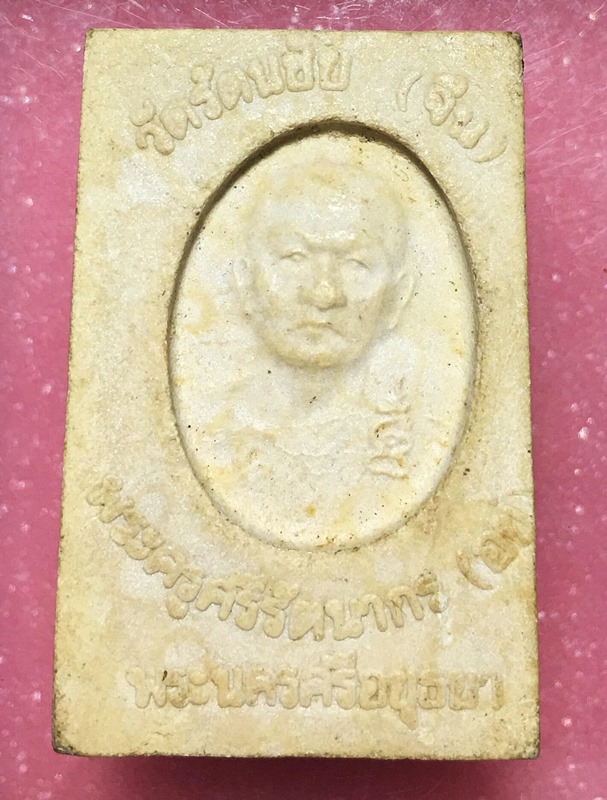 วัดรัตนชัย (จีน)
พระครูศรีรัตนากร
พระนครศรีอยุธยา